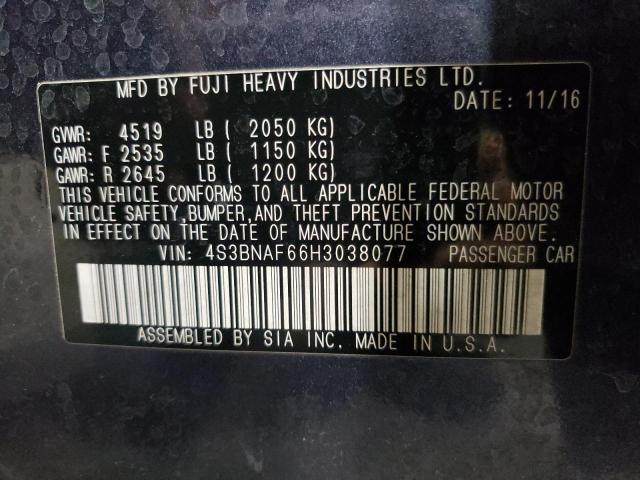 MFD BY FUJI HEAVY INDUSTRIES LTD.
DATE: 11/16
GVWR: 4519 LB ( 2050 KG)
GAWR: F 2535 LB ( 1150 KG)
GAWR: R 2645 LB ( 1200 KG)
THIS VEHICLE CONFORMS TO ALL APPLICABLE FEDERAL MOTOR
VEHICLE SAFETY,BUMPER,AND THEFT PREVENTION STANDARDS
IN EFFECT ON THE DATE OF MANUFACTURE SHOWN ABOVE.
VIN: 4S3BNAF66H3038077 PASSENGER CAR
ASSEMBLED BY SIA INC. MADE IN U.S.A.